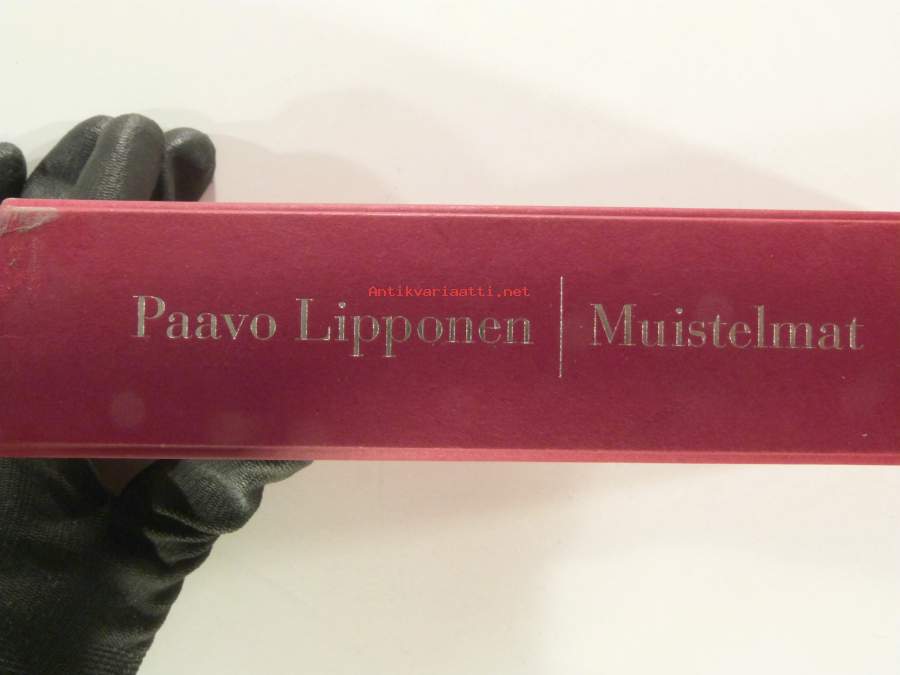 Antikvariaatti.net
Paavo Lipponen | Muistelmat